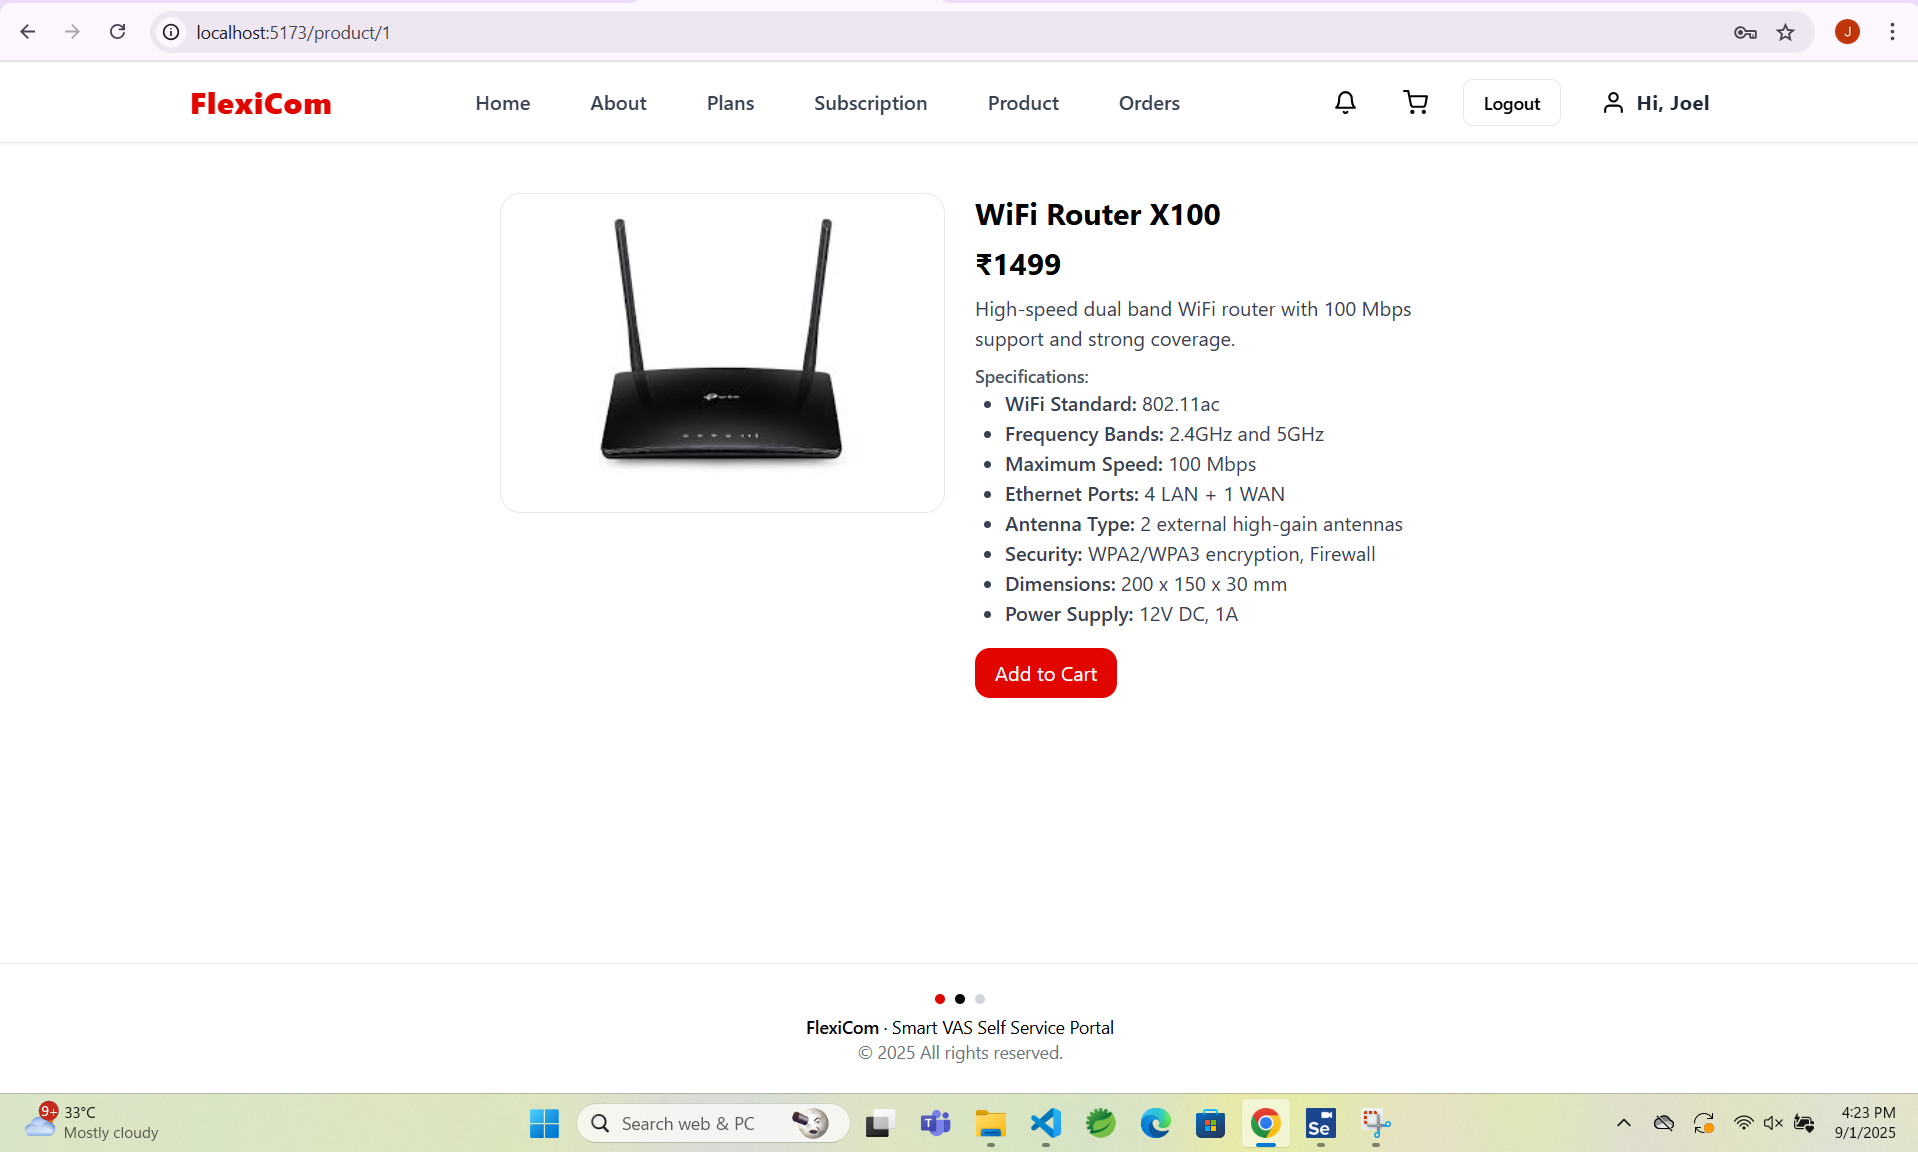 localhost:5173/product/1
J
FlexiCom
Home
About
Plans
Subscription
Product
Orders
Logout
Hi, Joel
WiFi Router X100
₹1499
High-speed dual band WiFi router with 100 Mbps
support and strong coverage.
Specifications:
WiFi Standard: 802.11ac
Frequency Bands: 2.4GHz and 5GHz
Maximum Speed: 100 Mbps
Ethernet Ports: 4 LAN + 1 WAN
Antenna Type: 2 external high-gain antennas
Security: WPA2/WPA3 encryption, Firewall
Dimensions: 200 x 150 x 30 mm
Power Supply: 12V DC, 1A
Add to Cart
FlexiCom · Smart VAS Self Service Portal
© 2025 All rights reserved.
9+
33°C
Mostly cloudy
Search web & PC
T
Se
4:23 PM
9/1/2025